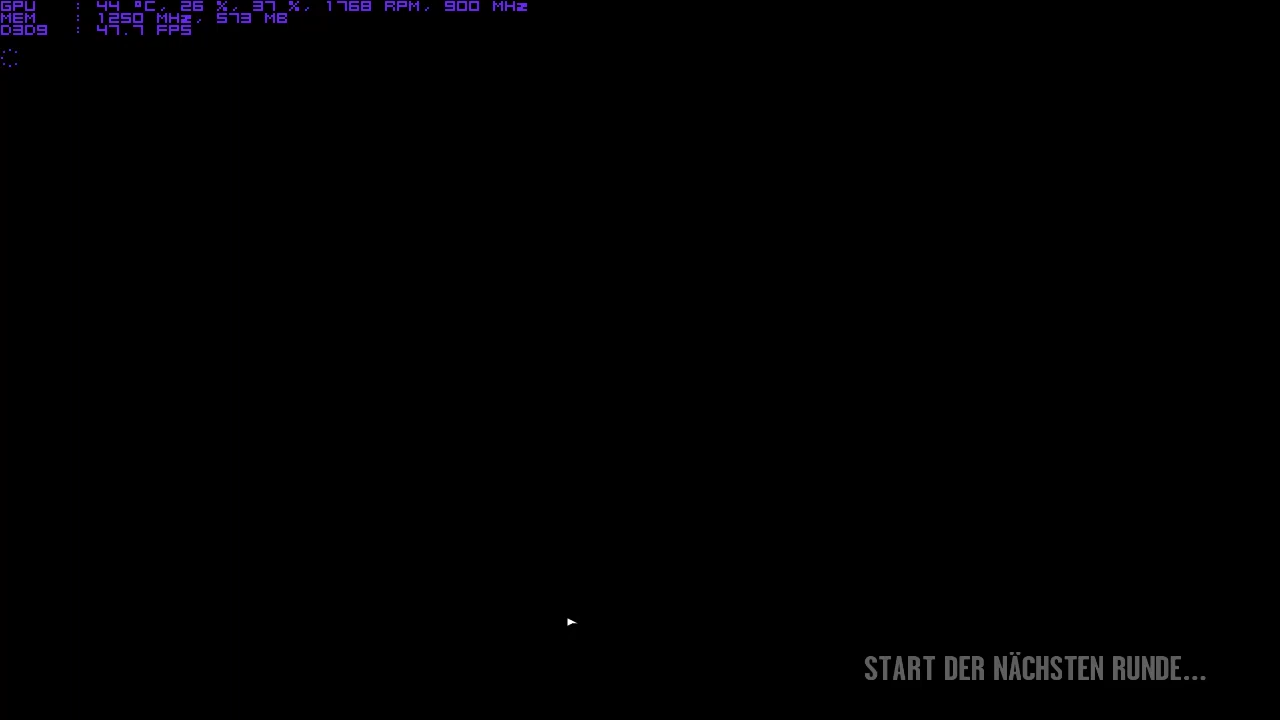 GPU : 44 °C, 26 %, 37 %, 1768 RPM, 900 MHz
MEM : 1250 MHz, 573 MB
D3D9 : 47.7 FPS
START DER NÄCHSTEN RUNDE...